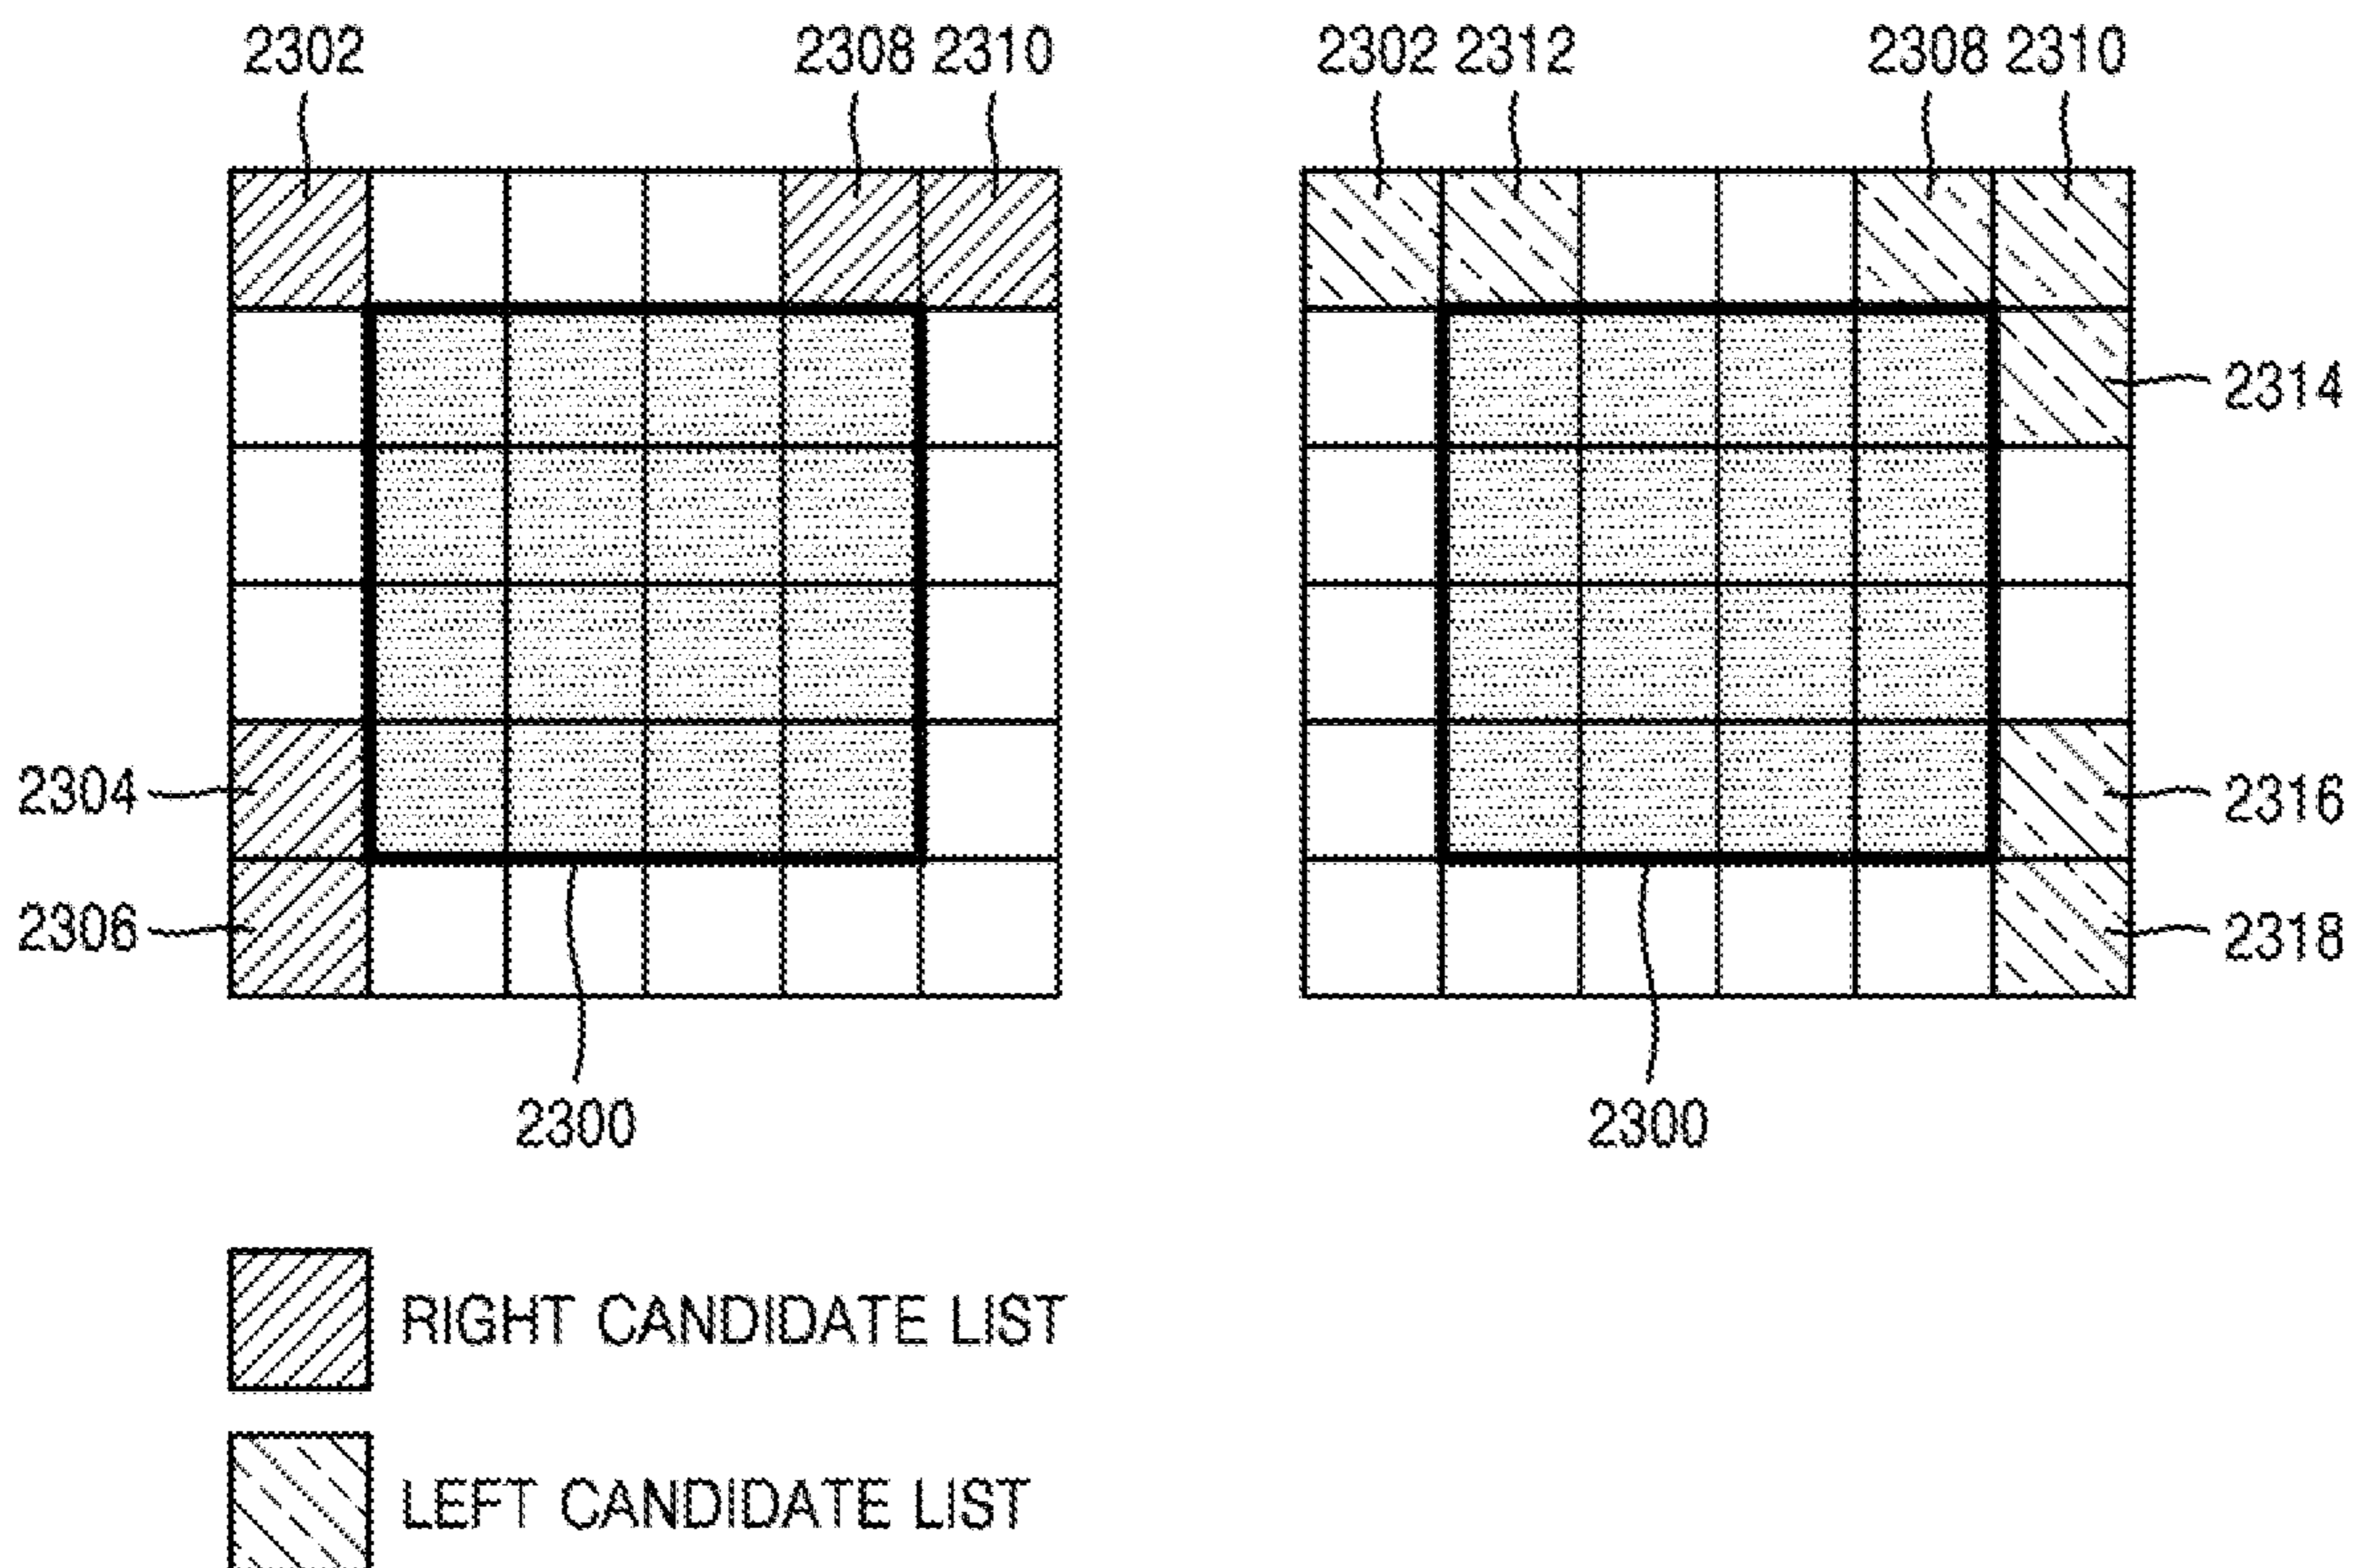 2302 2308 2310 2302 2312 2308 2310
2314
2304 2316
2306 2318
2300 2300
RIGHT CANDIDATE LIST
LEFT CANDIDATE LIST